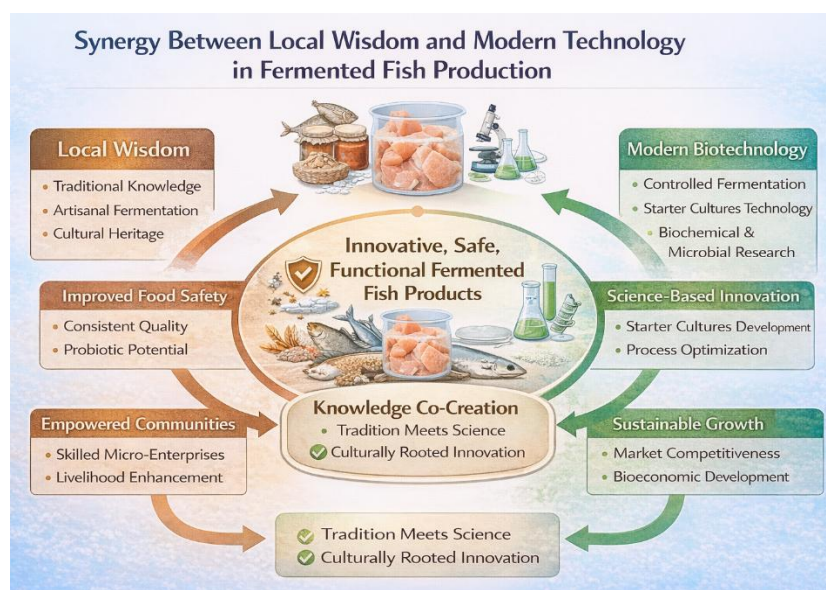 Synergy Between Local Wisdom and Modern Technology
in Fermented Fish Production
Local Wisdom
• Traditional Knowledge
• Artisanal Fermentation
• Cultural Heritage
Modern Biotechnology
• Controlled Fermentation
• Starter Cultures Technology
• Biochemical &
Microbial Research
Innovative, Safe,
Functional Fermented
Fish Products
Improved Food Safety
• Consistent Quality
• Probiotic Potential
Science-Based Innovation
• Starter Cultures Development
• Process Optimization
Knowledge Co-Creation
• Tradition Meets Science
Culturally Rooted Innovation
Empowered Communities
• Skilled Micro-Enterprises
• Livelihood Enhancement
Sustainable Growth
• Market Competitiveness
• Bioeconomic Development
Tradition Meets Science
Culturally Rooted Innovation